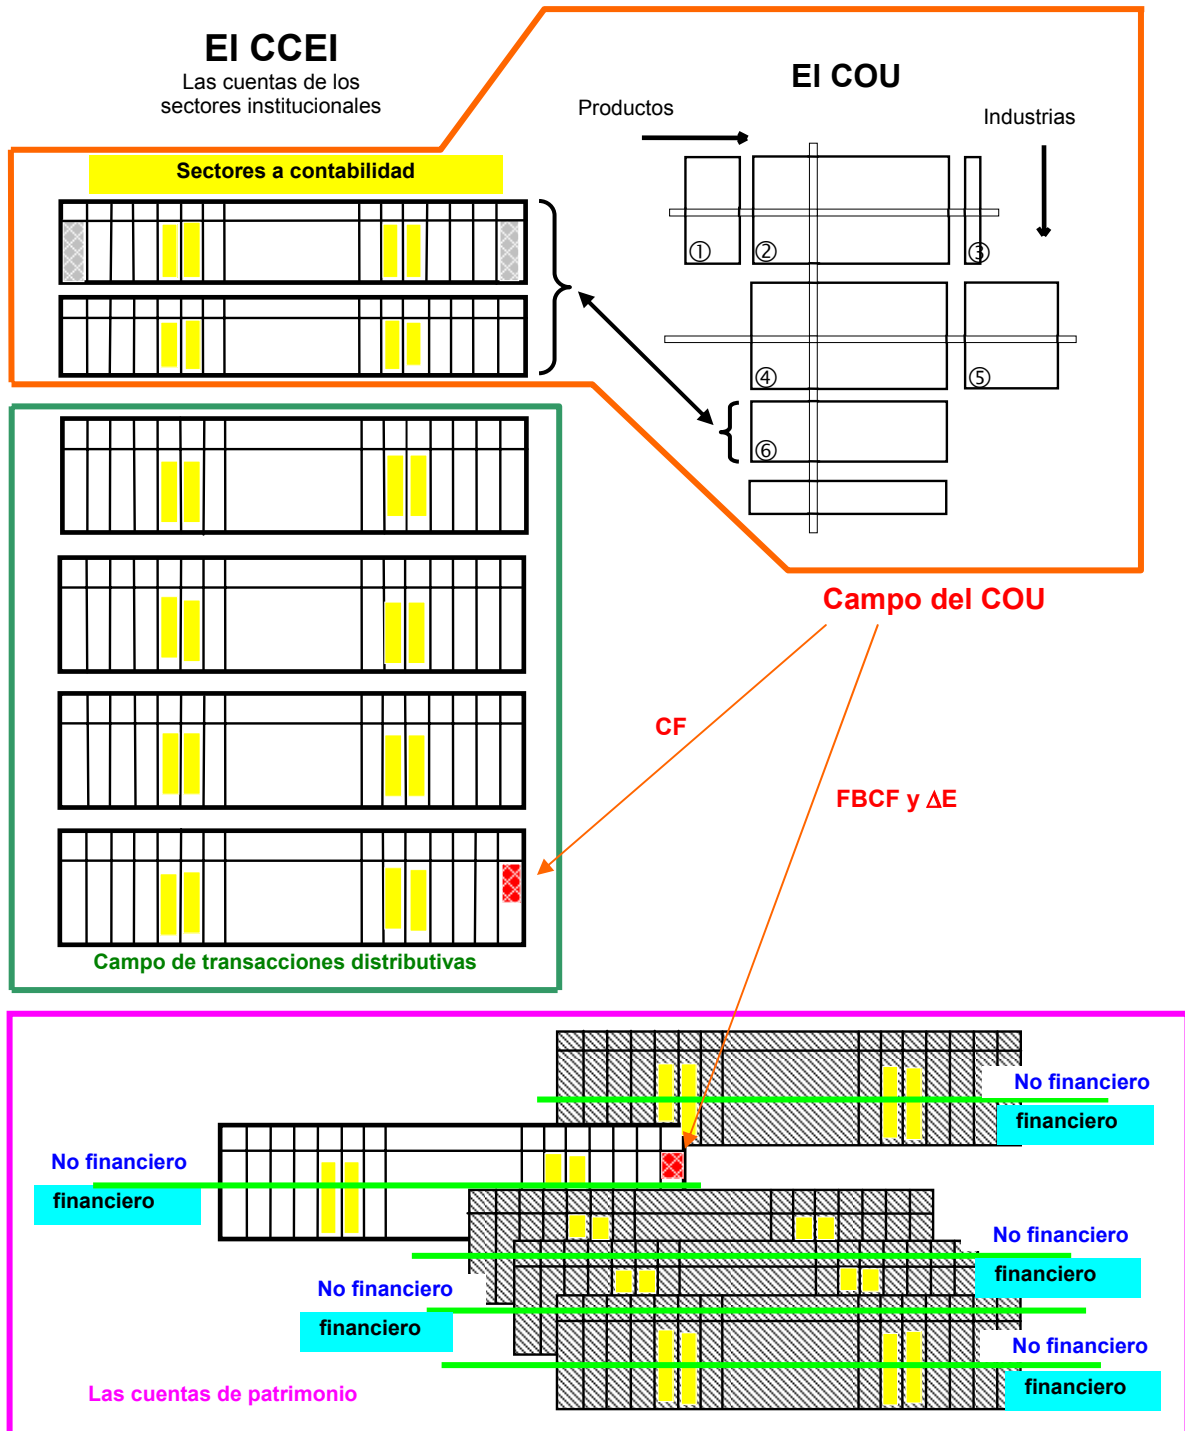 El CCEI
Las cuentas de los
sectores institucionales
El COU
Productos
Industrias
Sectores a contabilidad
①
②
③
④
⑤
⑥
Campo del COU
CF
FBCF y ΔE
Campo de transacciones distributivas
No financiero
financiero
No financiero
financiero
No financiero
financiero
No financiero
financiero
No financiero
financiero
Las cuentas de patrimonio